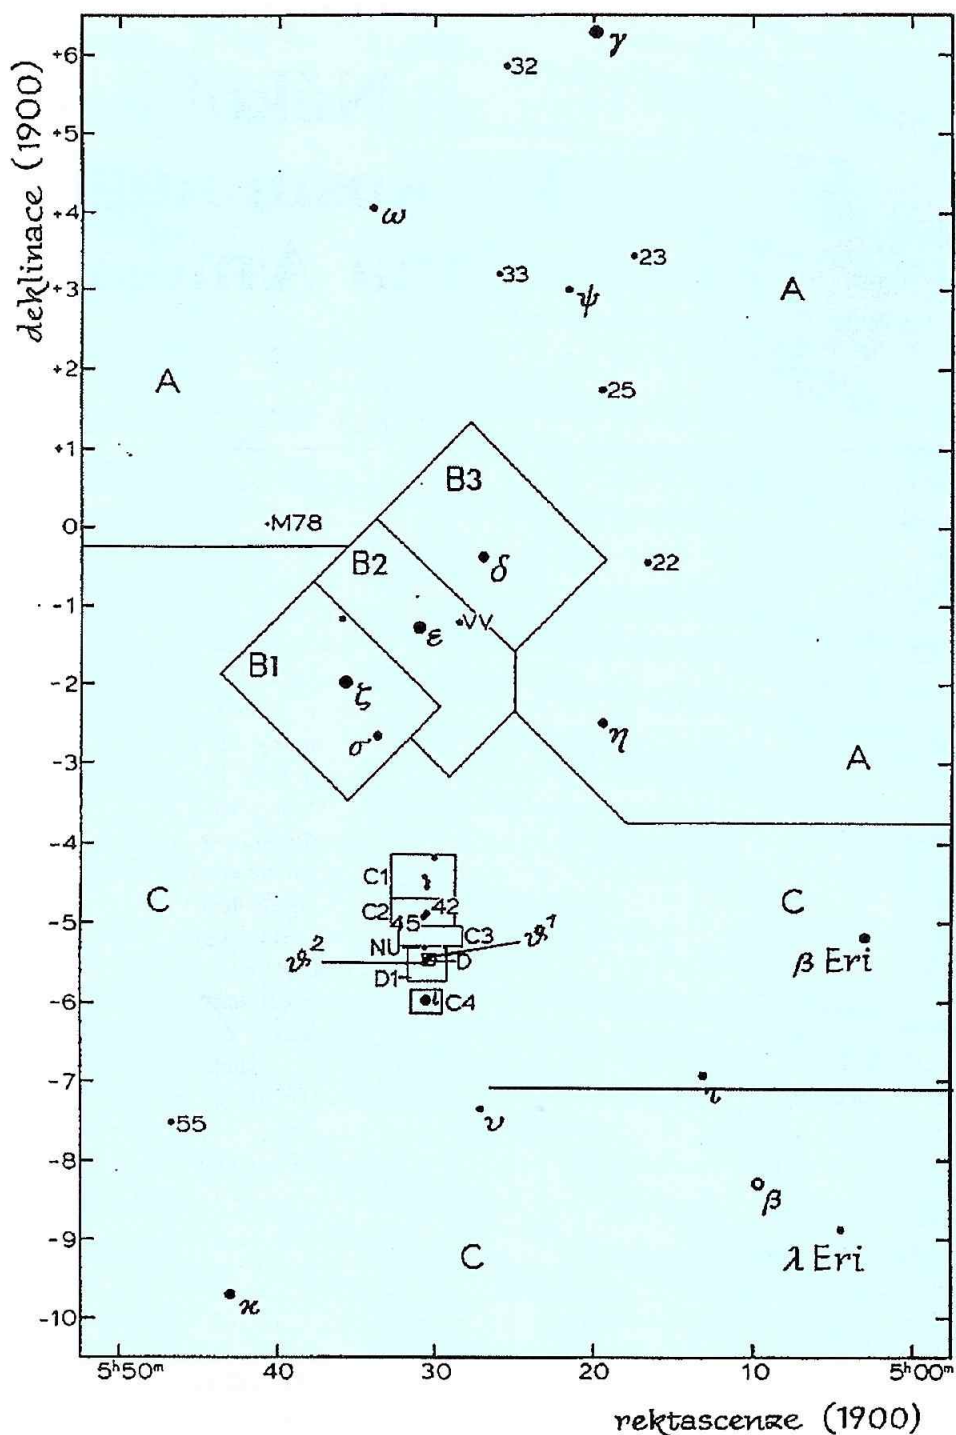 deklinace (1900)
+6
+5
+4
+3
+2
+1
0
-1
-2
-3
-4
-5
-6
-7
-8
-9
-10
γ
32
ω
23
33
ψ
A
A
25
B3
M78
B2
δ
22
VV
ε
B1
ζ
σ
η
A
C1
C
C
C2
42
45
C3
NU
ϑ¹
ϑ²
D
β Eri
D1
ι
C4
τ
55
υ
β
C
λ Eri
ϰ
5ʰ50ᵐ
40
30
20
10
5ʰ00ᵐ
rektascenze (1900)